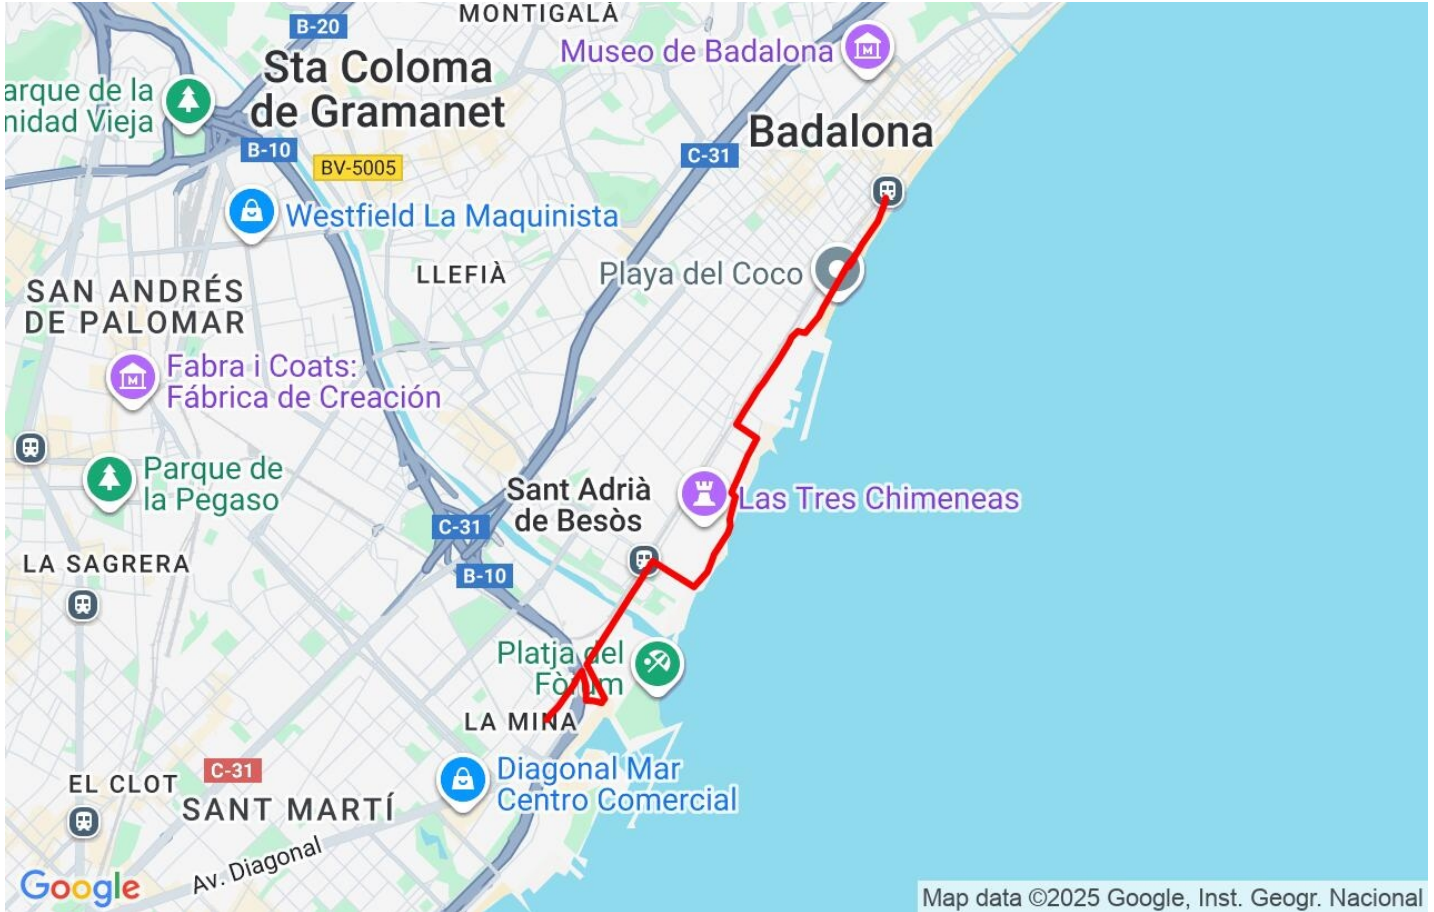 MONTIGALÀ
B-20
Museo de Badalona
Sta Coloma
de Gramanet
arque de la
nidad Vieja
Badalona
B-10
C-31
BV-5005
Westfield La Maquinista
LLEFIÀ
Playa del Coco
SAN ANDRÉS
DE PALOMAR
Fabra i Coats:
Fábrica de Creación
Parque de
la Pegaso
Sant Adrià
de Besòs
Las Tres Chimeneas
C-31
LA SAGRERA
B-10
Platja del
Fòrum
LA MINA
C-31
EL CLOT
Diagonal Mar
Centro Comercial
SANT MARTÍ
Av. Diagonal
Google
Map data ©2025 Google, Inst. Geogr. Nacional